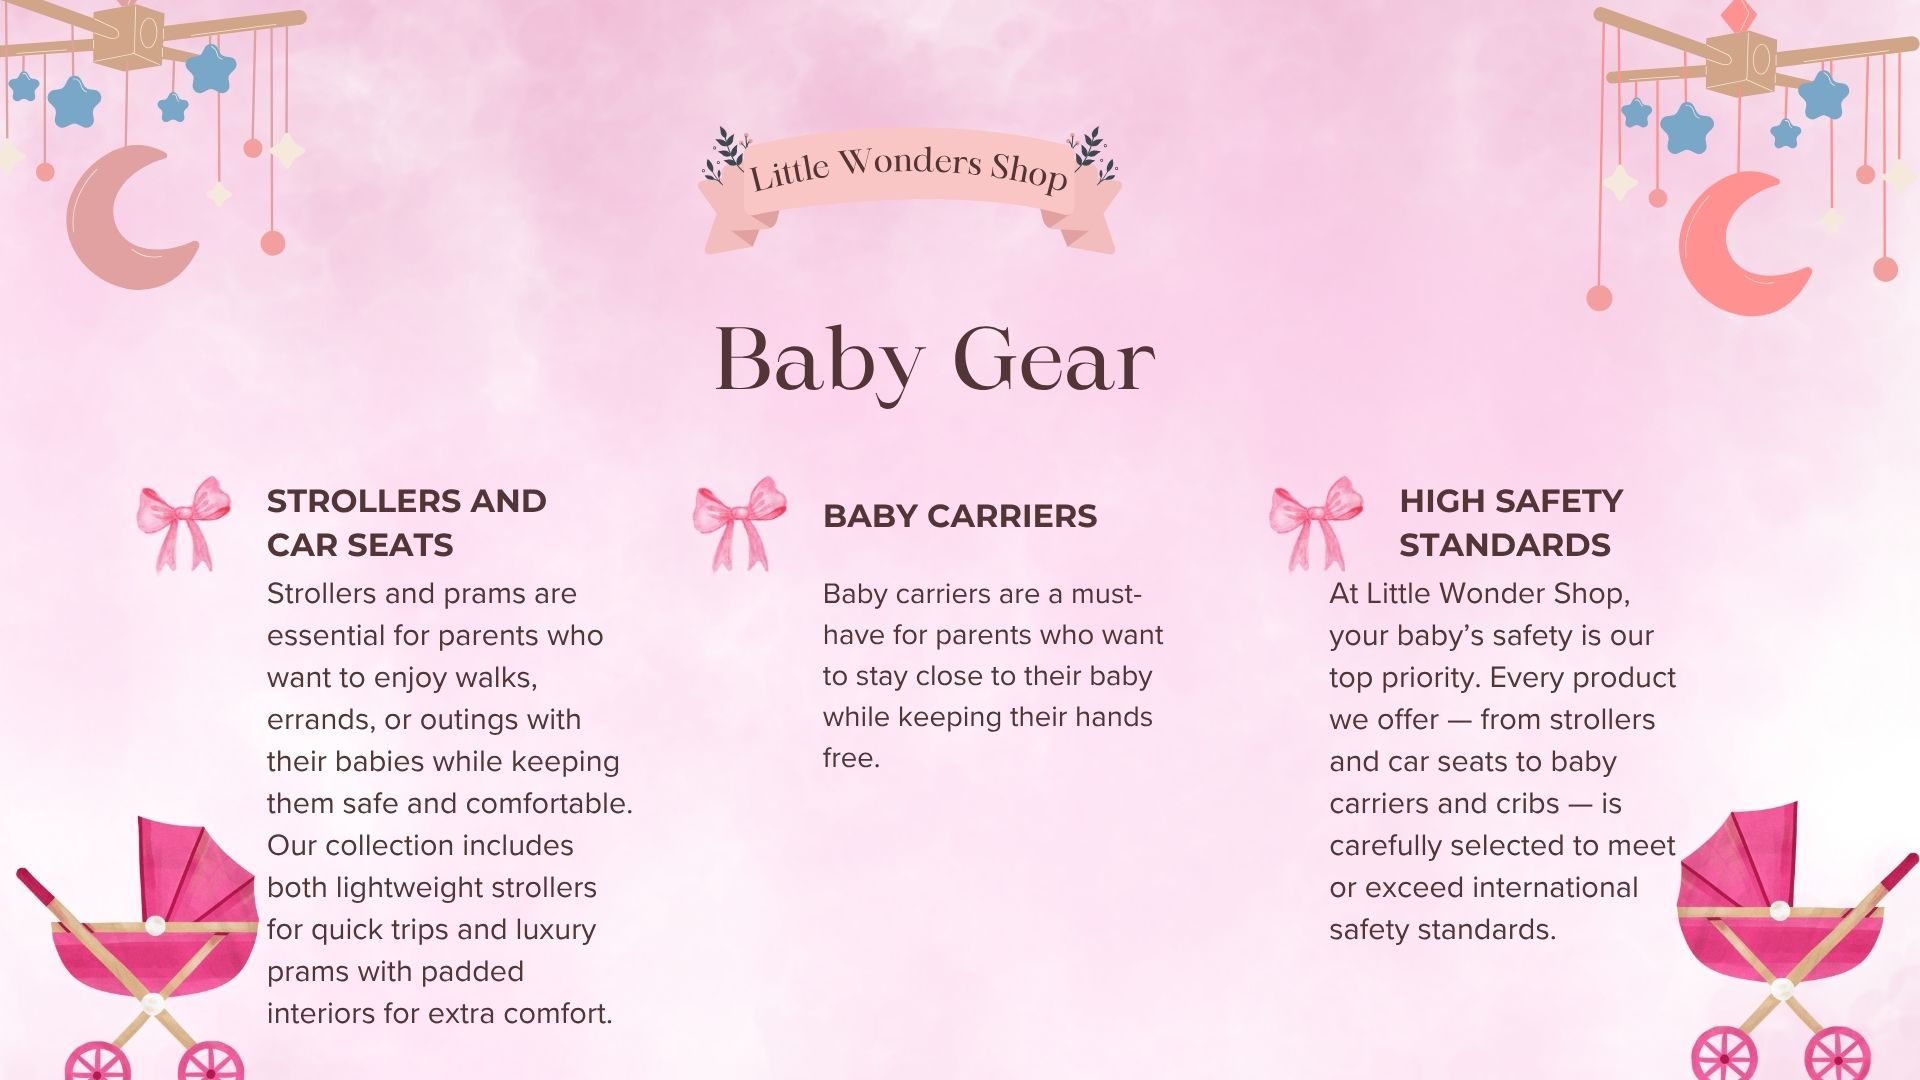 Little Wonders Shop
Baby Gear
STROLLERS AND
CAR SEATS
Strollers and prams are
essential for parents who
want to enjoy walks,
errands, or outings with
their babies while keeping
them safe and comfortable.
Our collection includes
both lightweight strollers
for quick trips and luxury
prams with padded
interiors for extra comfort.
BABY CARRIERS
Baby carriers are a must-
have for parents who want
to stay close to their baby
while keeping their hands
free.
HIGH SAFETY
STANDARDS
At Little Wonder Shop,
your baby’s safety is our
top priority. Every product
we offer — from strollers
and car seats to baby
carriers and cribs — is
carefully selected to meet
or exceed international
safety standards.